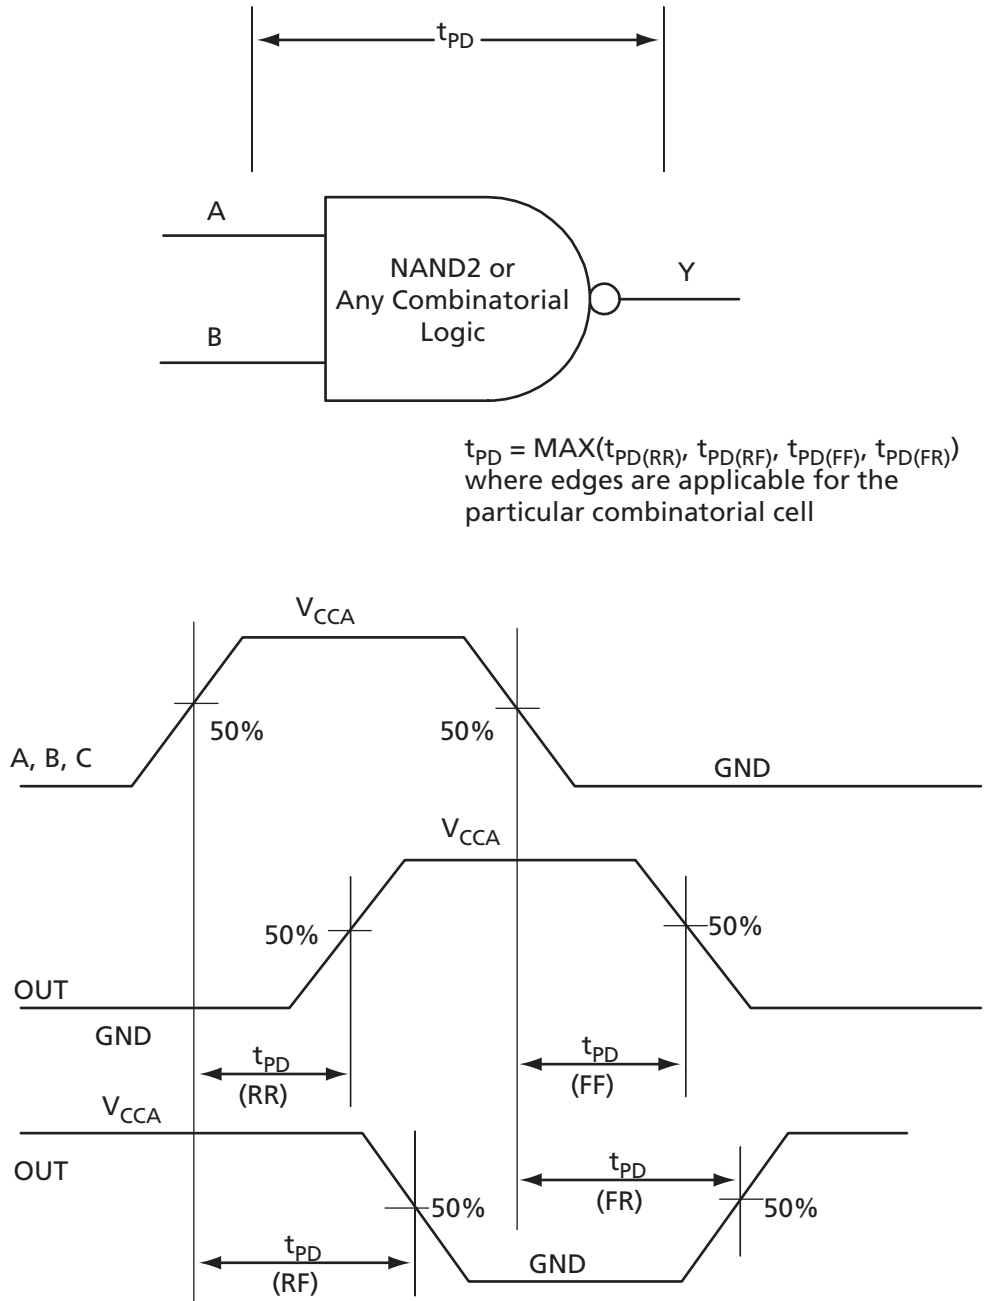 tPD
A
NAND2 or
Any Combinatorial
Logic
Y
B
tPD = MAX(tPD(RR), tPD(RF), tPD(FF), tPD(FR))
where edges are applicable for the
particular combinatorial cell
VCCA
50%
50%
A, B, C
GND
VCCA
50%
50%
OUT
GND
tPD
(RR)
tPD
(FF)
VCCA
OUT
tPD
(FR)
50%
50%
tPD
(RF)
GND